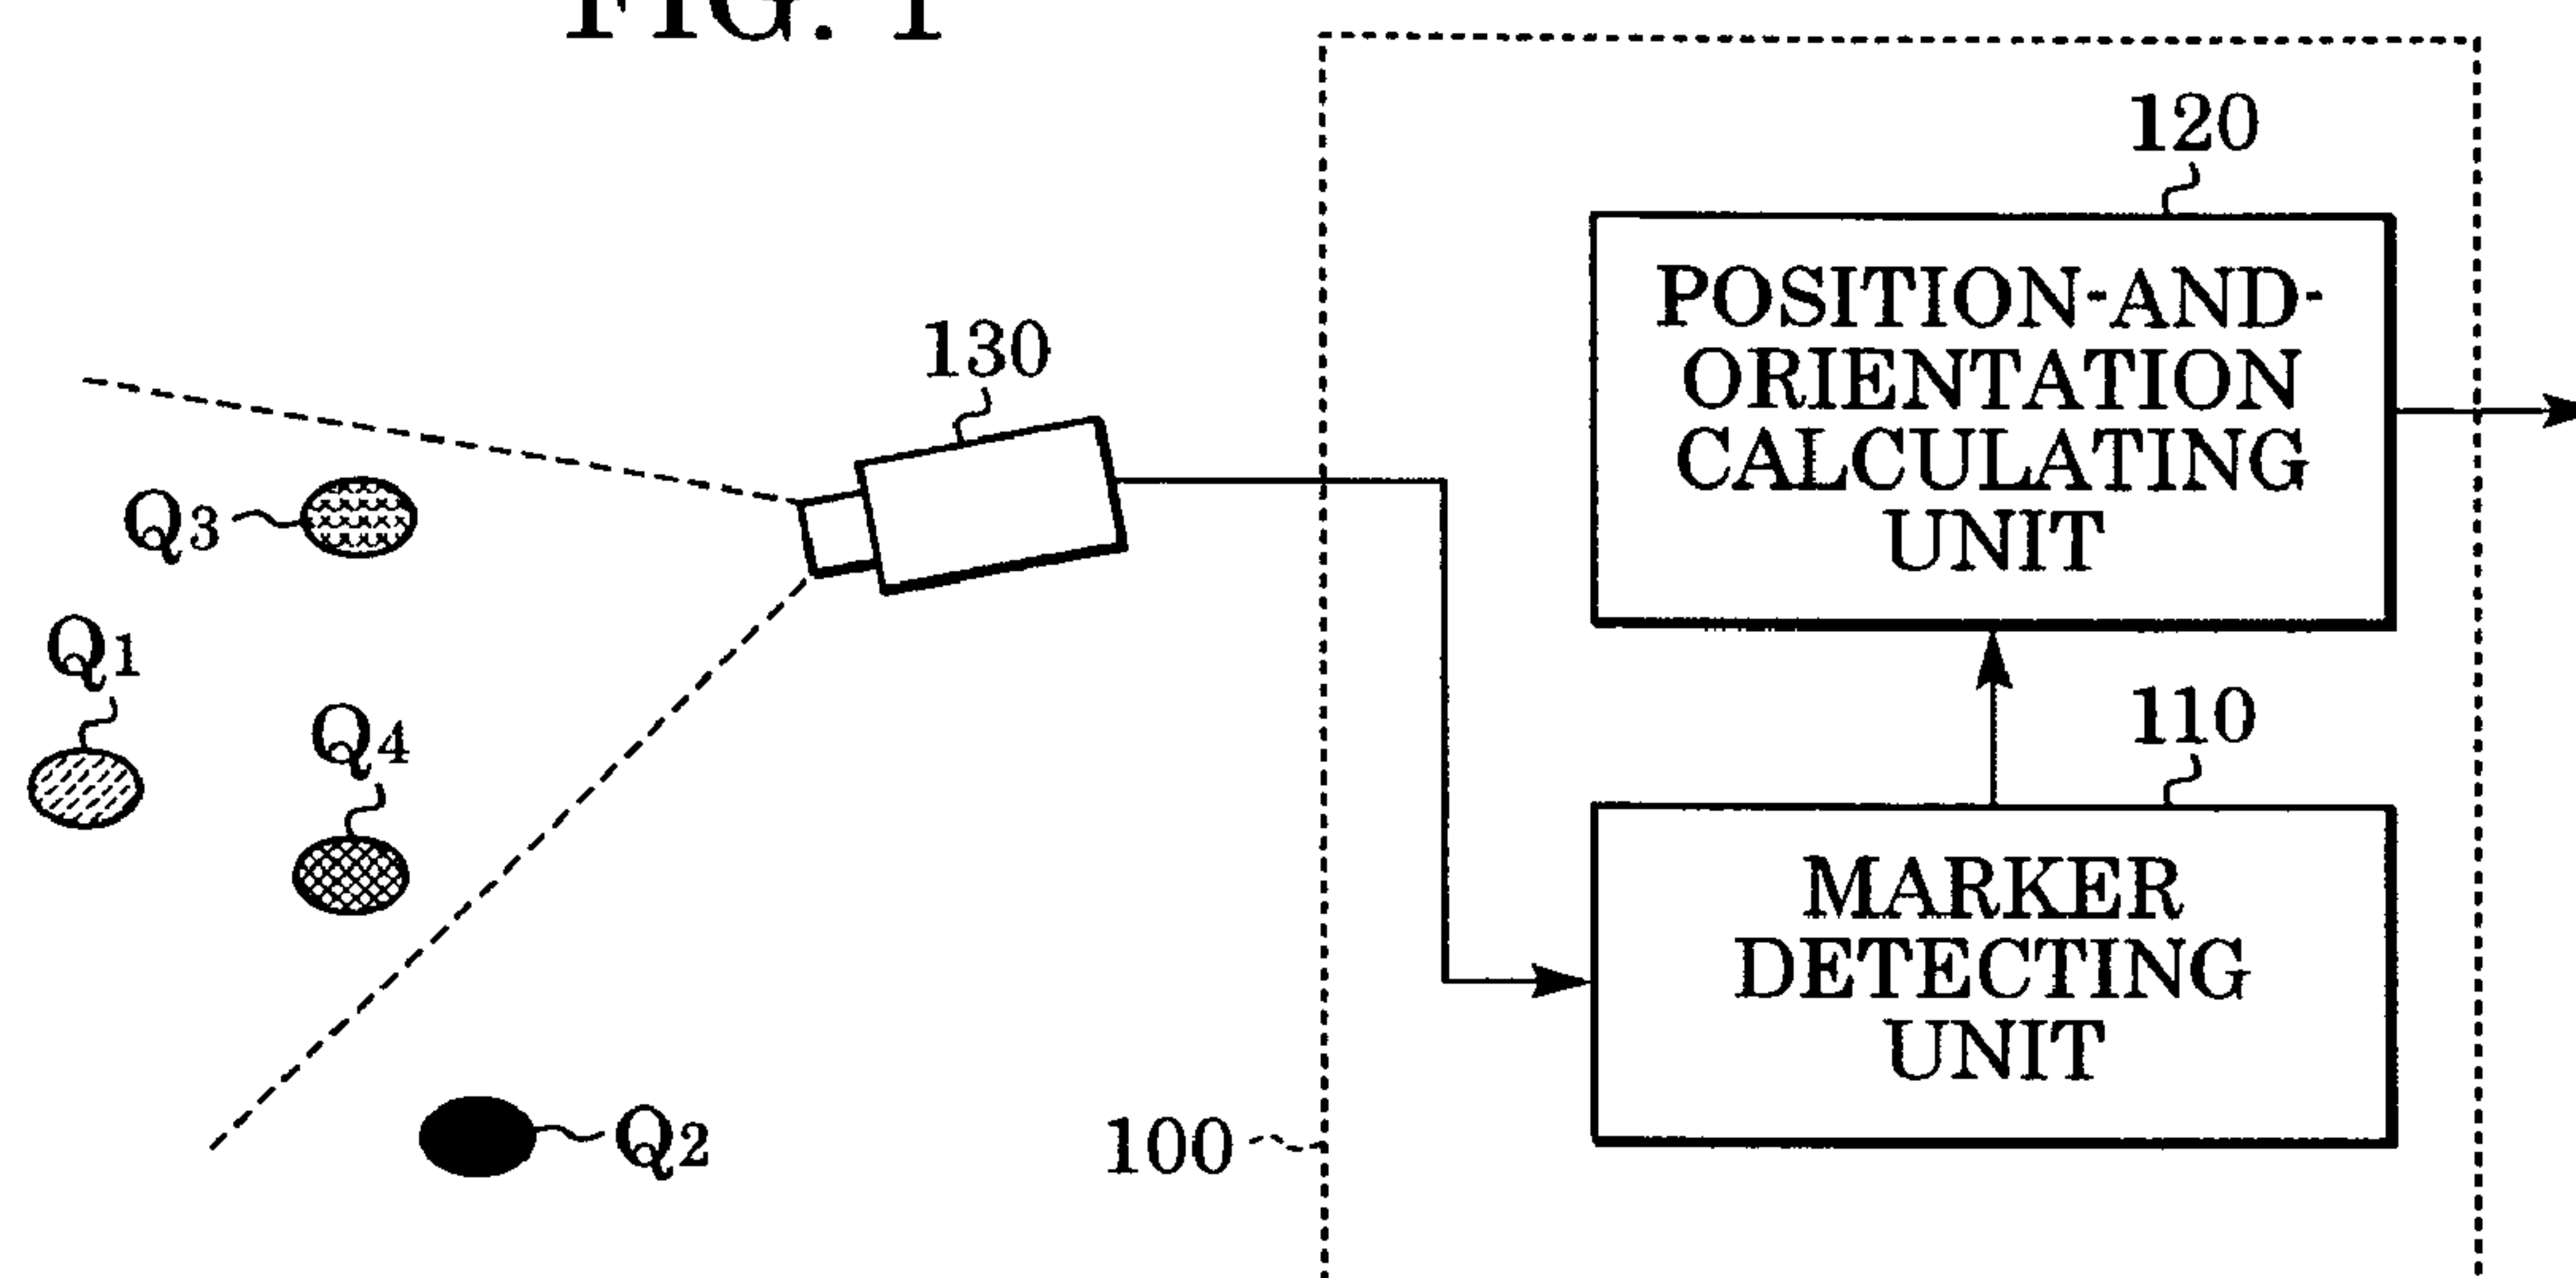 FIG. 1
120
POSITION-AND-
ORIENTATION
CALCULATING
UNIT
130
Q3
Q1
Q4
110
MARKER
DETECTING
UNIT
100
Q2